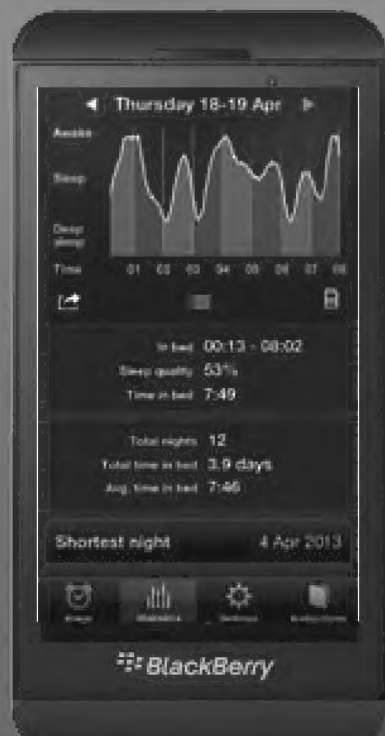 Thursday 18-19 Apr
Awake
Sleep
Deep
sleep
Time 01 02 03 04 05 06 07 08
In bed 00:13 - 08:02
Sleep quality 53%
Time in bed 7:49
Total nights 12
Total time in bed 3.9 days
Avg. time in bed 7:46
Shortest night 4 Apr 2013
Statistics Settings
BlackBerry